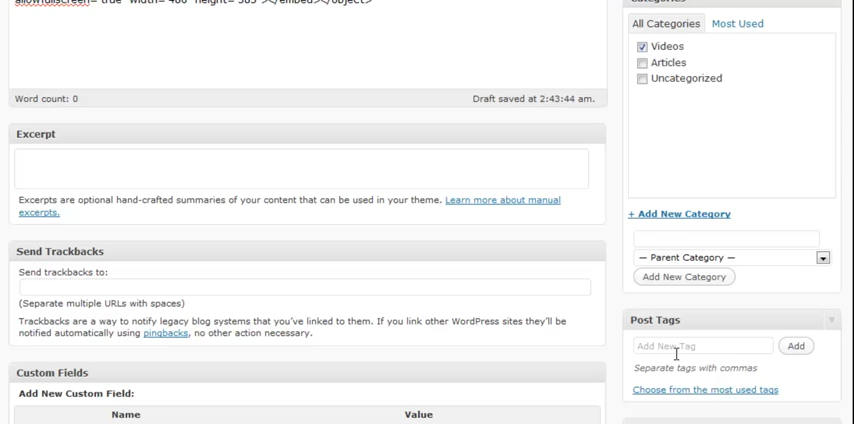 allowfullscreen="true" width="480" height="385"></embed></object>
Word count: 0
Draft saved at 2:43:44 am.
Excerpt
Excerpts are optional hand-crafted summaries of your content that can be used in your theme. Learn more about manual
excerpts.
Send Trackbacks
Send trackbacks to:
(Separate multiple URLs with spaces)
Trackbacks are a way to notify legacy blog systems that you've linked to them. If you link other WordPress sites they'll be
notified automatically using pingbacks, no other action necessary.
Custom Fields
Add New Custom Field:
Name
Value
Categories
All Categories
Most Used
Videos
Articles
Uncategorized
+ Add New Category
— Parent Category —
Add New Category
Post Tags
Add New Tag
Add
Separate tags with commas
Choose from the most used tags